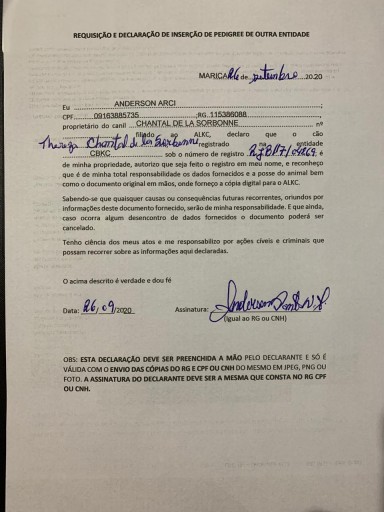 REQUISIÇÃO E DECLARAÇÃO DE INSERÇÃO DE PEDIGREE DE OUTRA ENTIDADE
MARICA, 26 de setembro 2020
Eu ANDERSON ARCI
CPF 09163885735 ;RG 115386088
proprietário do canil CHANTAL DE LA SORBONNE nº
filiado ao ALKC, declaro que o cão
Thereza Chantal de la Sorbonne registrado na entidade
CBKC sob o número de registro é
de minha propriedade, autorizo que seja feito o registro em meu nome, e reconheço
que é de minha total responsabilidade os dados fornecidos e a posse do animal bem
como o documento original em mãos, onde forneço a cópia digital para o ALKC.
Sabendo-se que quaisquer causas ou consequências futuras recorrentes, oriundos por
informações deste documento fornecido, serão de minha responsabilidade. E que ainda,
caso ocorra algum desencontro de dados fornecidos o documento poderá ser
cancelado.
Tenho ciência dos meus atos e me responsabilizo por ações cíveis e criminais que
possam recorrer sobre as informações aqui declaradas.
O acima descrito é verdade e dou fé
Data: 26/09/2020 Assinatura: Anderson
(Igual ao RG ou CNH)
OBS: ESTA DECLARAÇÃO DEVE SER PREENCHIDA A MÃO PELO DECLARANTE E SÓ É
VÁLIDA COM O ENVIO DAS CÓPIAS DO RG E CPF OU CNH DO MESMO EM JPEG, PNG OU
FOTO. A ASSINATURA DO DECLARANTE DEVE SER A MESMA QUE CONSTA NO RG CPF
OU CNH.